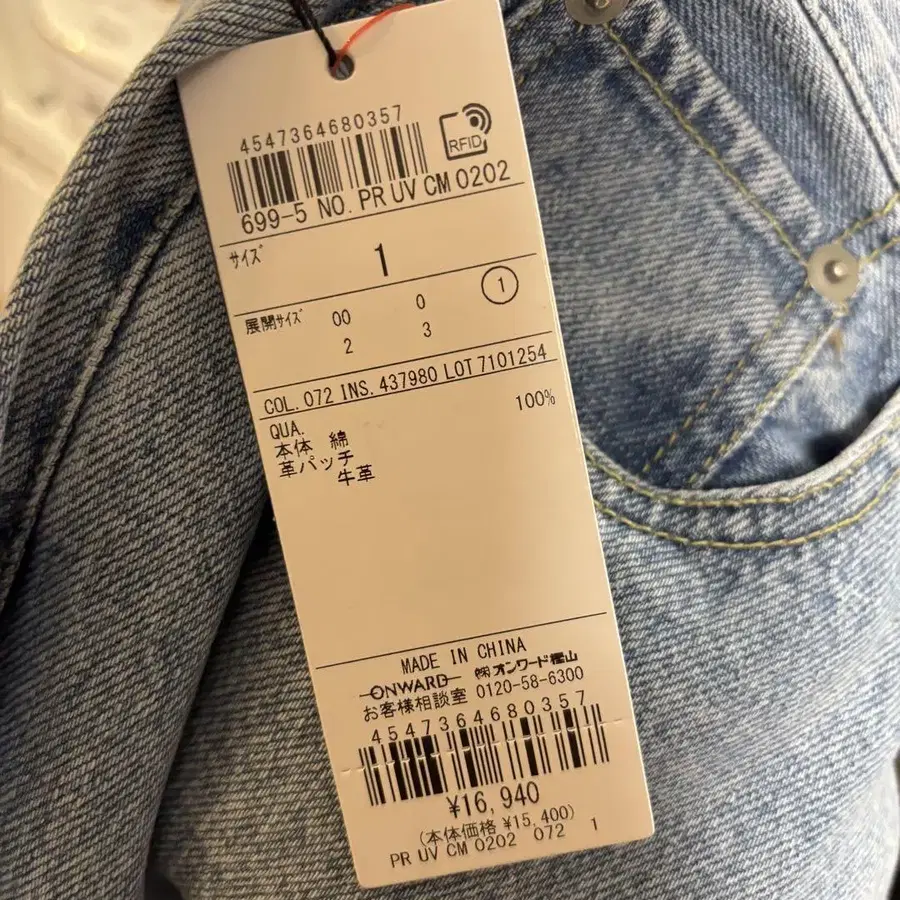 4547364680357
RFID
699-5 NO. PR UV CM 0202
サイズ 1
展開サイズ 00 0 1
2 3
COL. 072 INS. 437980 LOT 7101254
QUA. 100%
本体 綿
革パッチ
牛革
MADE IN CHINA
ONWARD ㈱オンワード樫山
お客様相談室 0120-58-6300
4547364680357
¥16,940
(本体価格 ¥15,400)
PR UV CM 0202 072 1